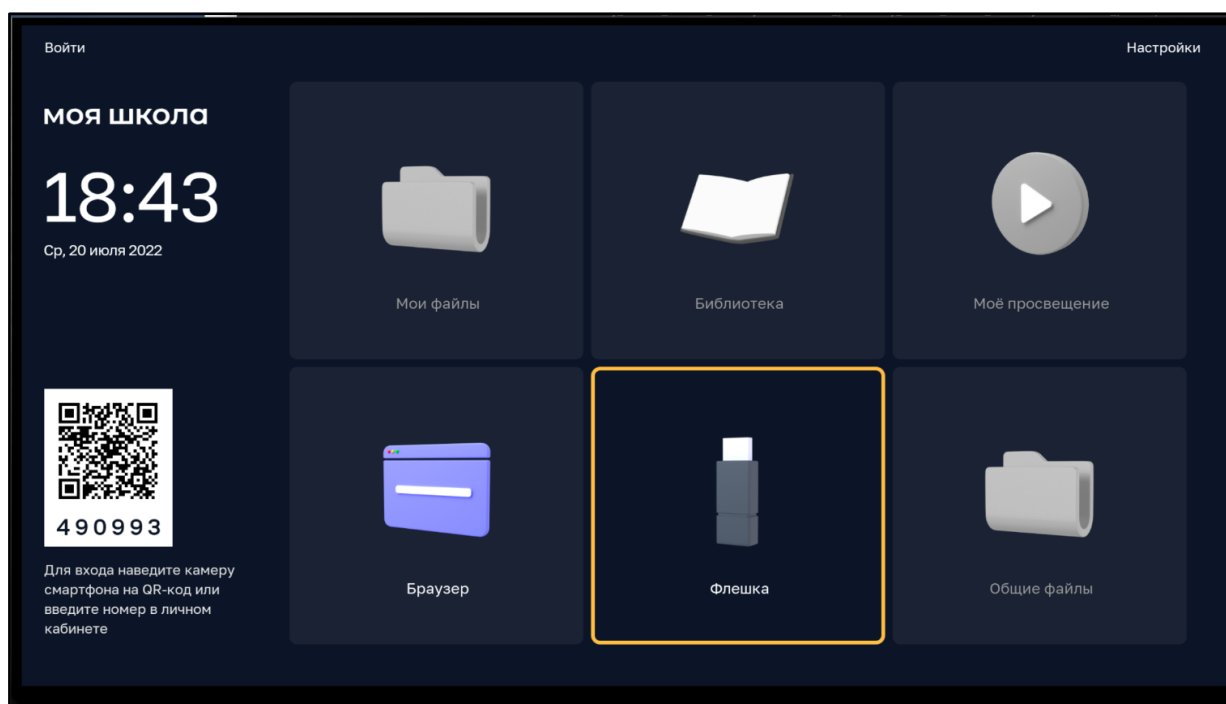 Войти
Настройки
моя школа
18:43
Ср, 20 июля 2022
Мои файлы
Библиотека
Моё просвещение
490993
Для входа наведите камеру
смартфона на QR-код или
введите номер в личном
кабинете
Браузер
Флешка
Общие файлы